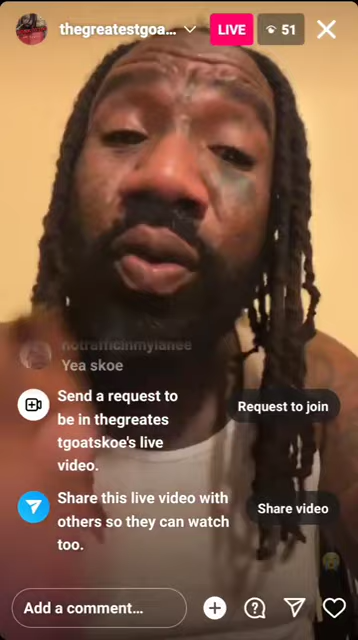 thegreatestgoa...
LIVE
51
Yea skoe
Send a request to
be in thegreates
tgoatskoe's live
video.
Request to join
Share this live video with
others so they can watch
too.
Share video
Add a comment...